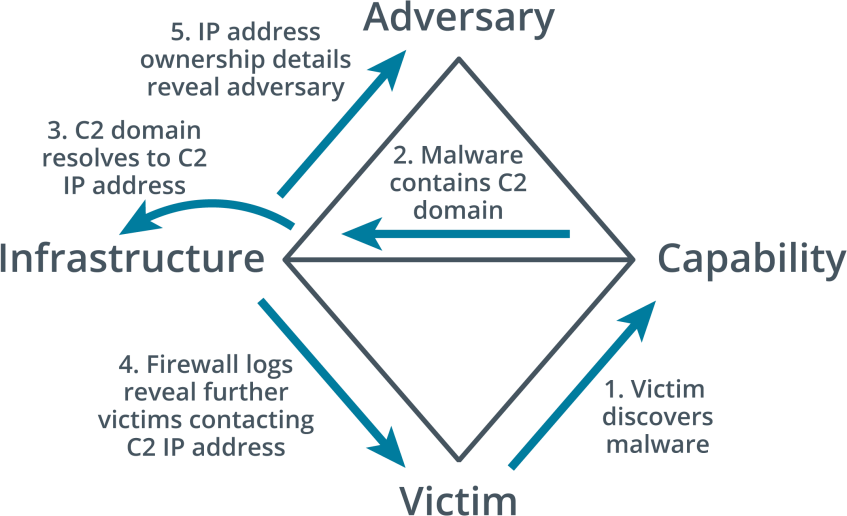 Adversary
5. IP address
ownership details
reveal adversary
3. C2 domain
resolves to C2
IP address
2. Malware
contains C2
domain
Infrastructure
Capability
4. Firewall logs
reveal further
victims contacting
C2 IP address
1. Victim
discovers
malware
Victim